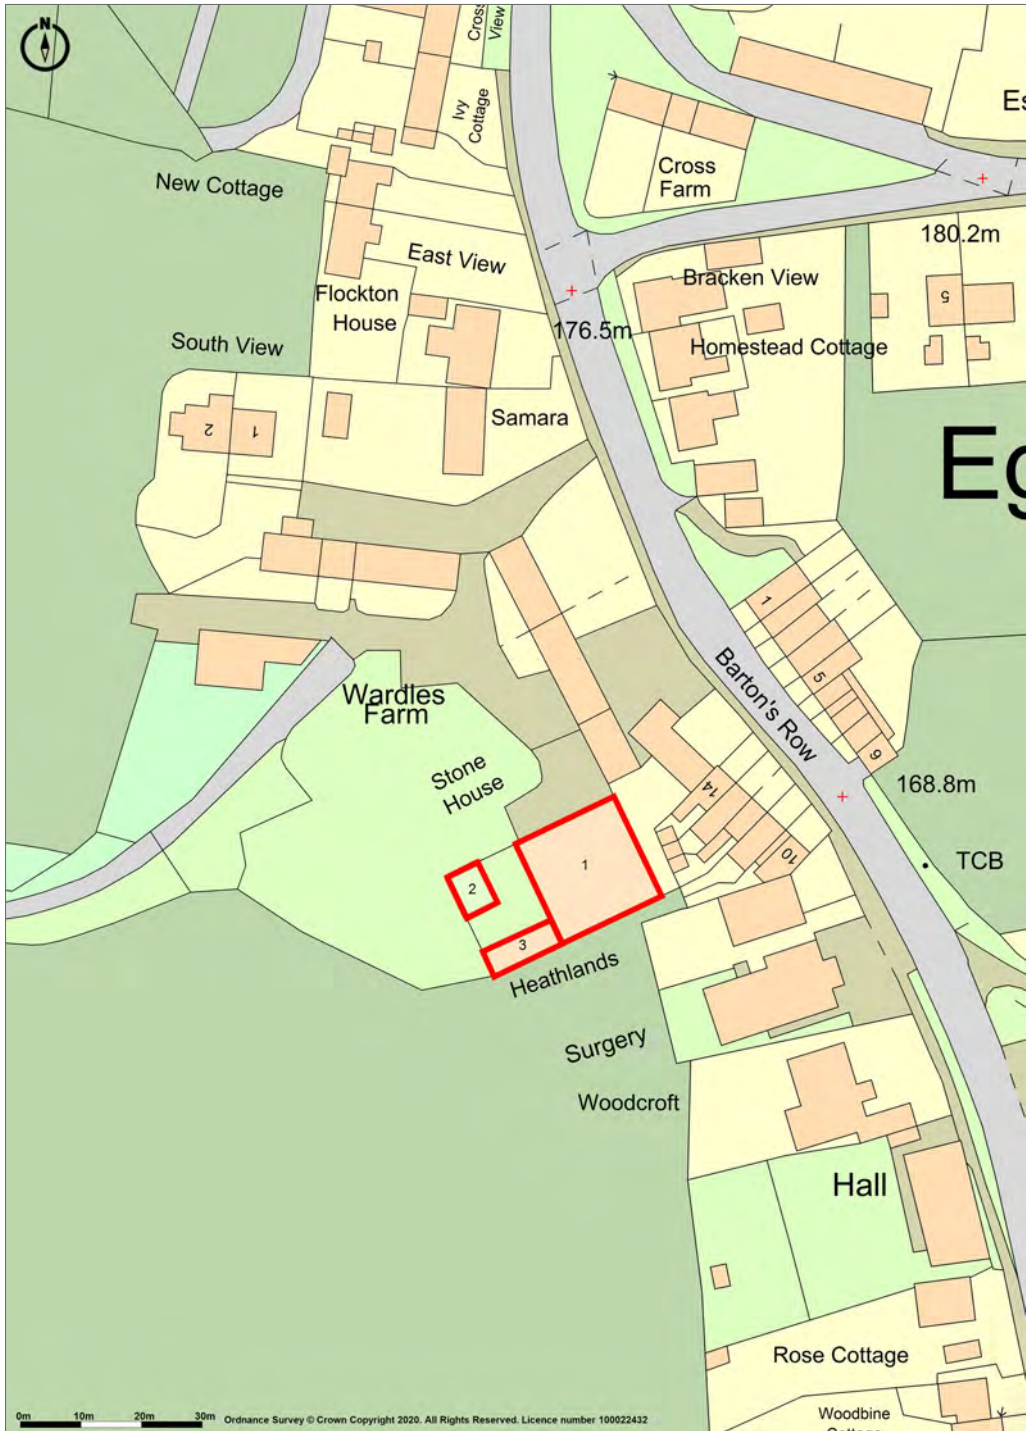 N
Cross
View
Ivy
Cottage
Cross
Farm
New Cottage
180.2m
East View
Bracken View
Flockton
House
5
176.5m
South View
Homestead Cottage
Samara
2
1
Eg
1
Barton's Row
5
Wardles
Farm
9
Stone
House
168.8m
14
1
10
TCB
2
3
Heathlands
Surgery
Woodcroft
Hall
Rose Cottage
Woodbine
0m 10m 20m 30m
Ordnance Survey © Crown Copyright 2020. All Rights Reserved. Licence number 100022432